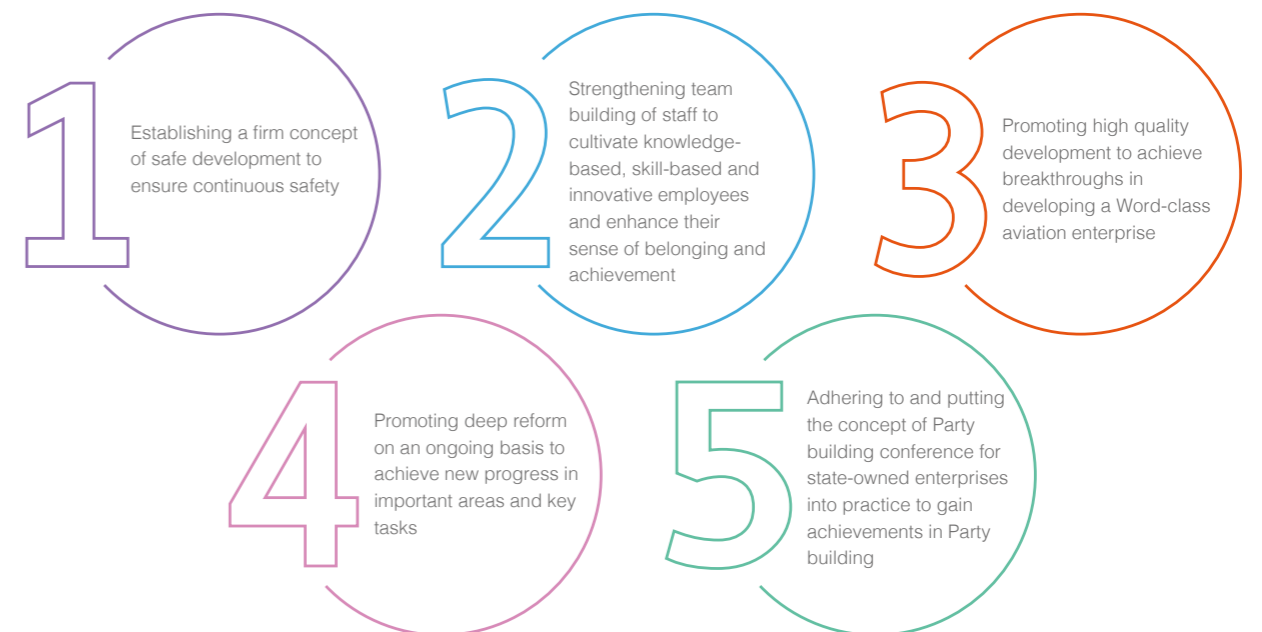 1
Establishing a firm concept
of safe development to
ensure continuous safety
2
Strengthening team
building of staff to
cultivate knowledge-
based, skill-based and
innovative employees
and enhance their
sense of belonging and
achievement
3
Promoting high quality
development to achieve
breakthroughs in
developing a Word-class
aviation enterprise
4
Promoting deep reform
on an ongoing basis to
achieve new progress in
important areas and key
tasks
5
Adhering to and putting
the concept of Party
building conference for
state-owned enterprises
into practice to gain
achievements in Party
building